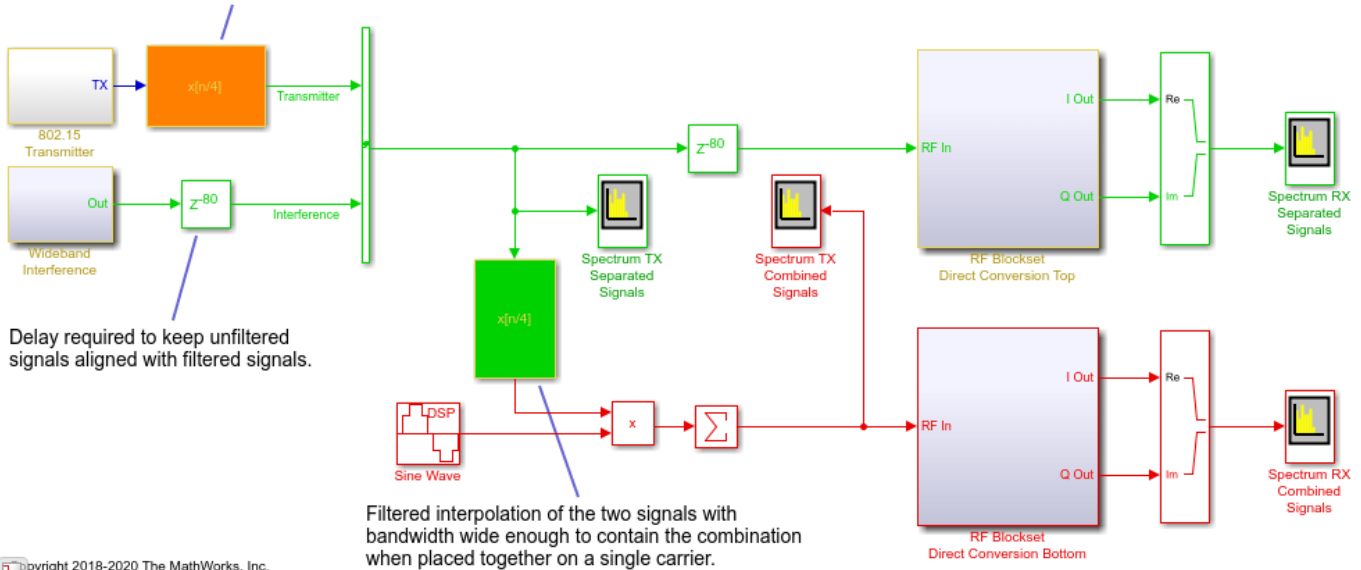 TX
x[n/4]
Transmitter
802.15
Transmitter
Out
Z-80
Interference
Wideband
Interference
Delay required to keep unfiltered
signals aligned with filtered signals.
Z-80
Spectrum TX
Separated
Signals
Spectrum TX
Combined
Signals
x[n/4]
DSP
Sine Wave
x
Σ
Filtered interpolation of the two signals with
bandwidth wide enough to contain the combination
when placed together on a single carrier.
RF In
I Out
Q Out
RF Blockset
Direct Conversion Top
Re
Im
Spectrum RX
Separated
Signals
RF In
I Out
Q Out
RF Blockset
Direct Conversion Bottom
Re
Im
Spectrum RX
Combined
Signals
pyright 2018-2020 The MathWorks, Inc.